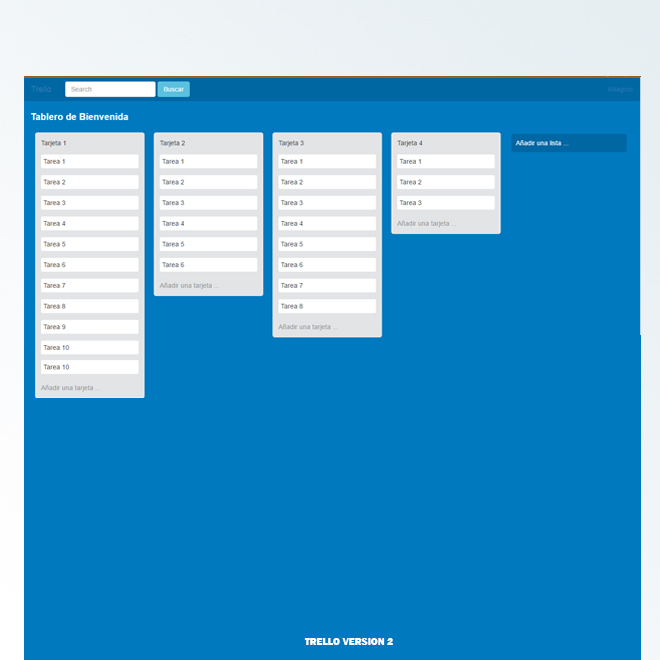 Trello
Search
Buscar
Milagros
Tablero de Bienvenida
Tarjeta 1
Tarea 1
Tarea 2
Tarea 3
Tarea 4
Tarea 5
Tarea 6
Tarea 7
Tarea 8
Tarea 9
Tarea 10
Tarea 10
Añadir una tarjeta ...
Tarjeta 2
Tarea 1
Tarea 2
Tarea 3
Tarea 4
Tarea 5
Tarea 6
Añadir una tarjeta ...
Tarjeta 3
Tarea 1
Tarea 2
Tarea 3
Tarea 4
Tarea 5
Tarea 6
Tarea 7
Tarea 8
Añadir una tarjeta ...
Tarjeta 4
Tarea 1
Tarea 2
Tarea 3
Añadir una tarjeta ...
Añadir una lista ...
TRELLO VERSION 2